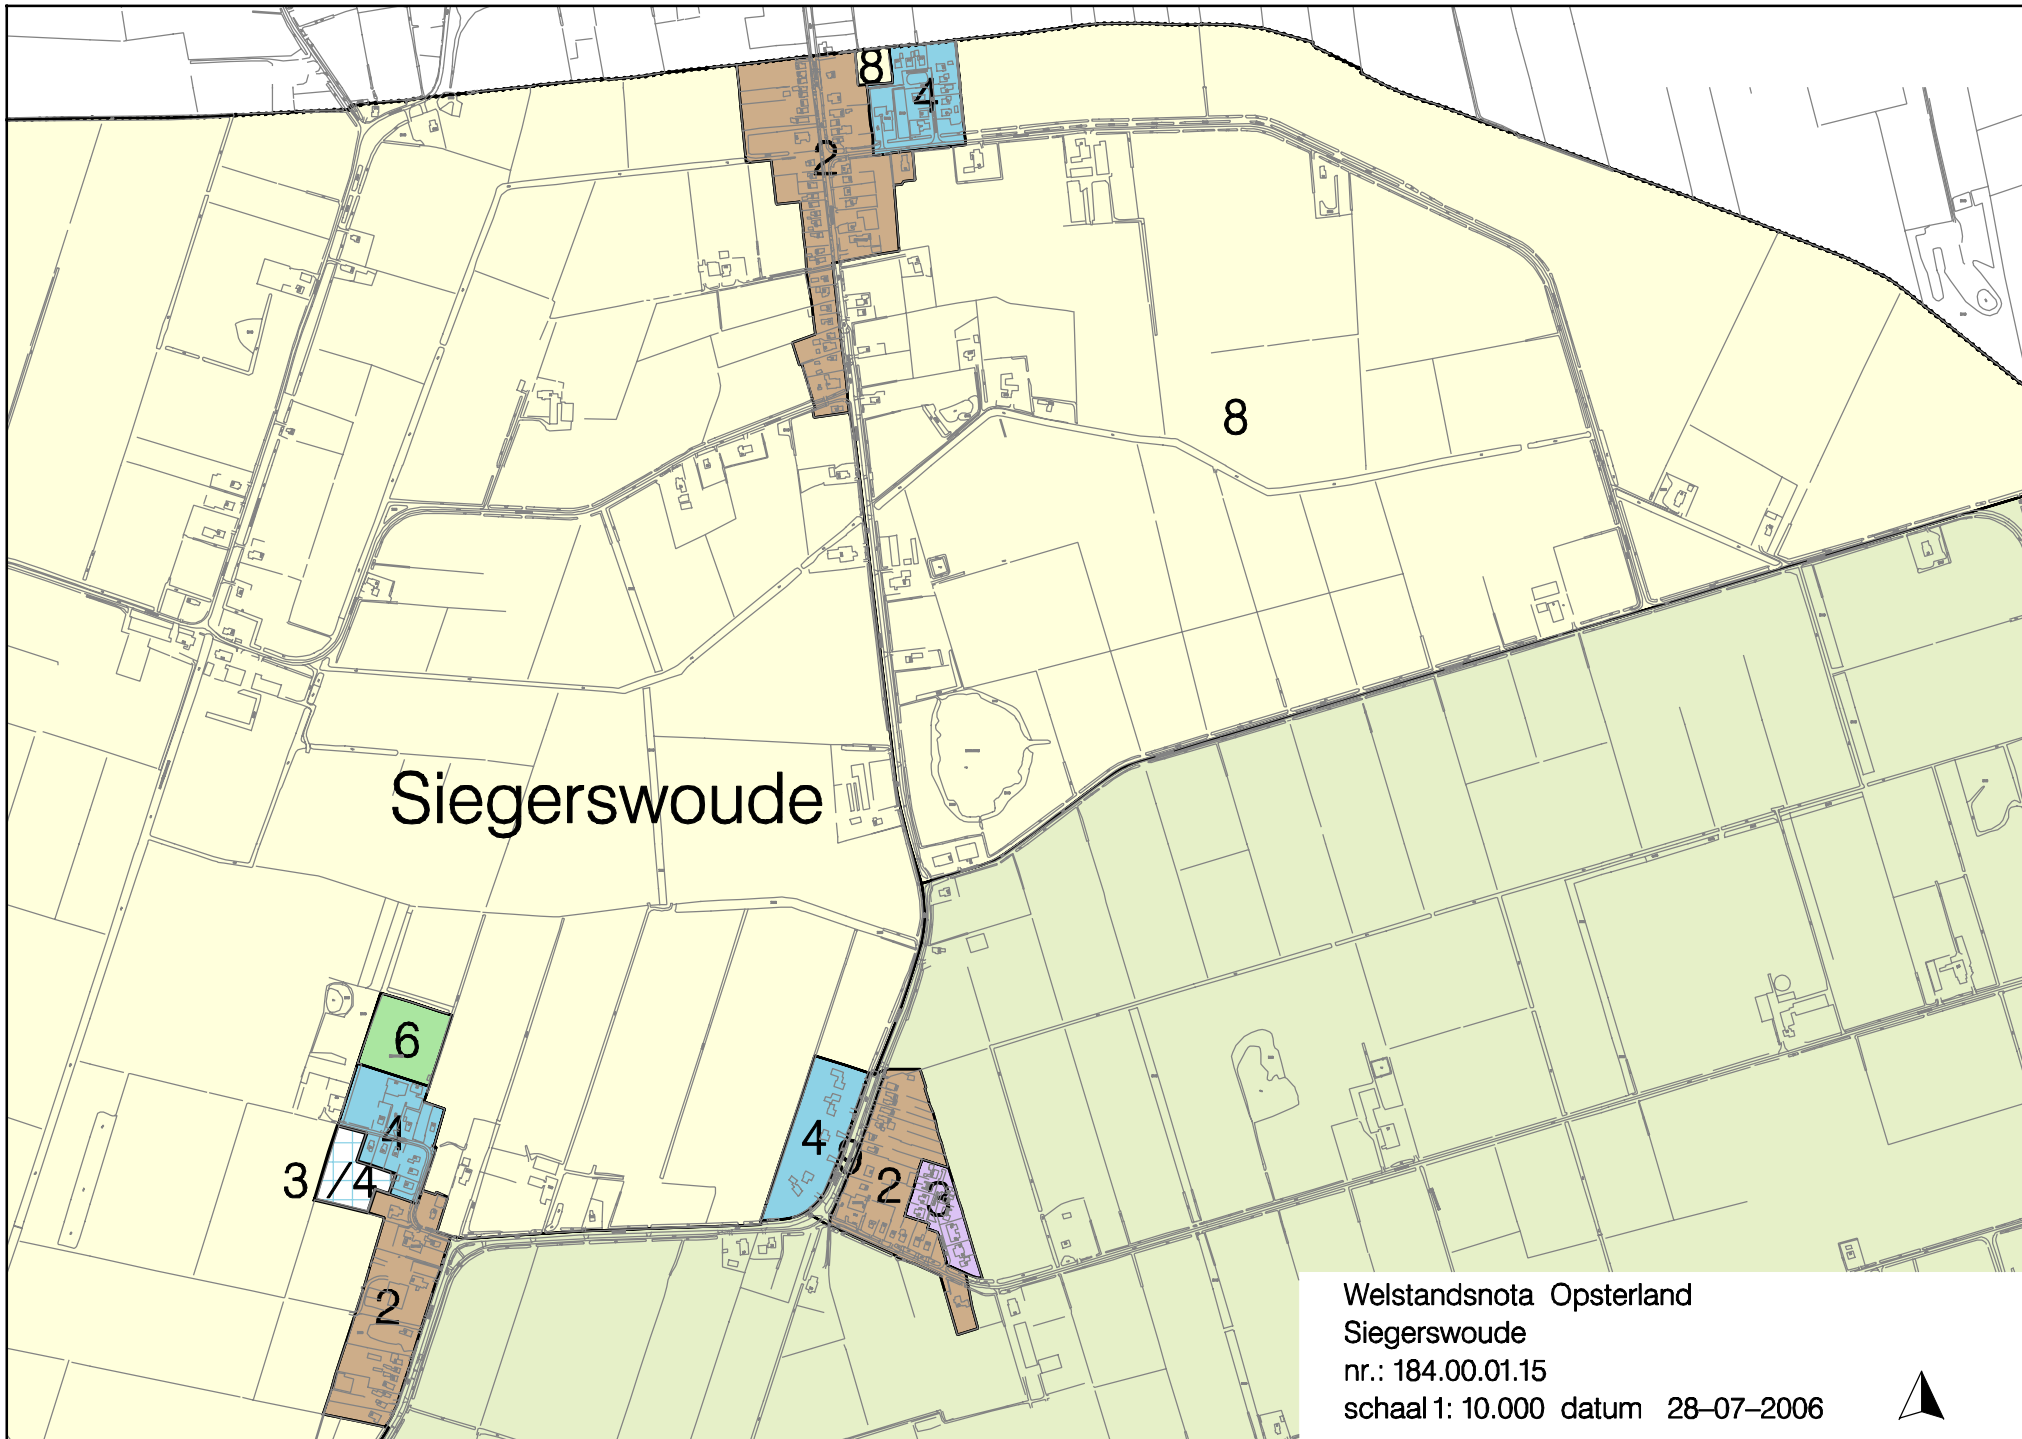 8
4
2
8
Siegerswoude
6
4
4
9
3/4
2
3
2
Welstandsnota Opsterland
Siegerswoude
nr.: 184.00.01.15
schaal 1: 10.000 datum 28–07–2006